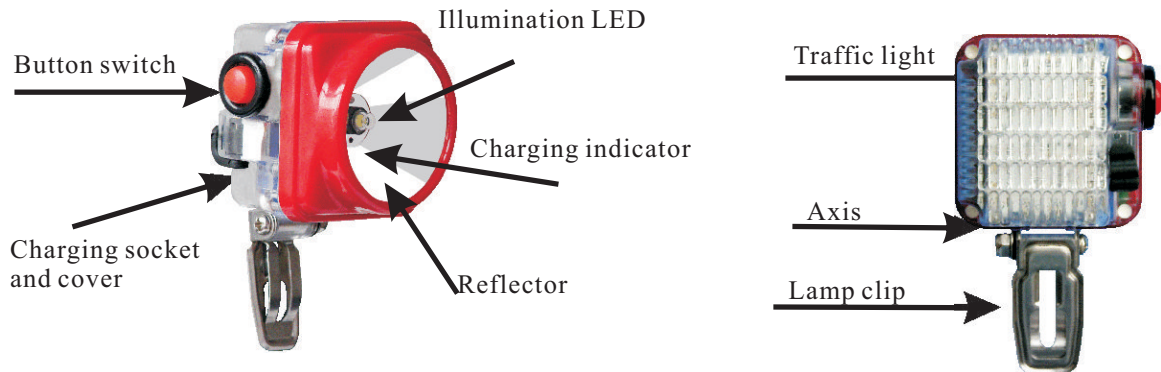 Illumination LED
Button switch
Charging indicator
Charging socket
and cover
Reflector
Traffic light
Axis
Lamp clip